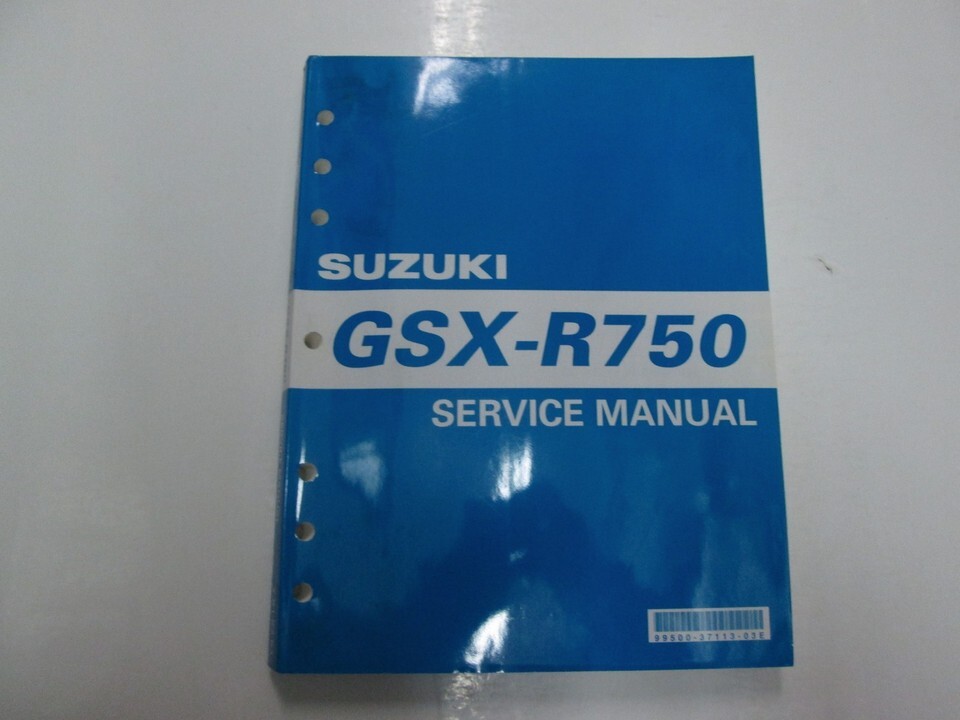 SUZUKI
GSX-R750
SERVICE MANUAL
99500-37113-03E